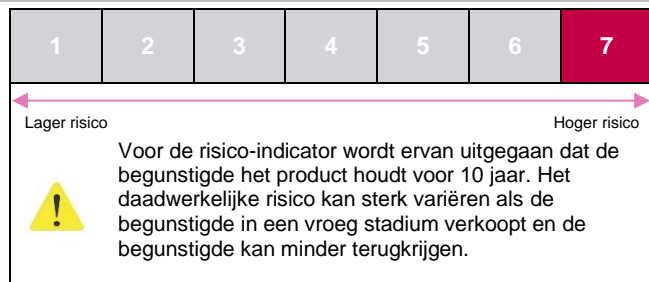 1 2 3 4 5 6 7
Lager risico Hoger risico
Voor de risico-indicator wordt ervan uitgegaan dat de
begunstigde het product houdt voor 10 jaar. Het
daadwerkelijke risico kan sterk variëren als de
begunstigde in een vroeg stadium verkoopt en de
begunstigde kan minder terugkrijgen.